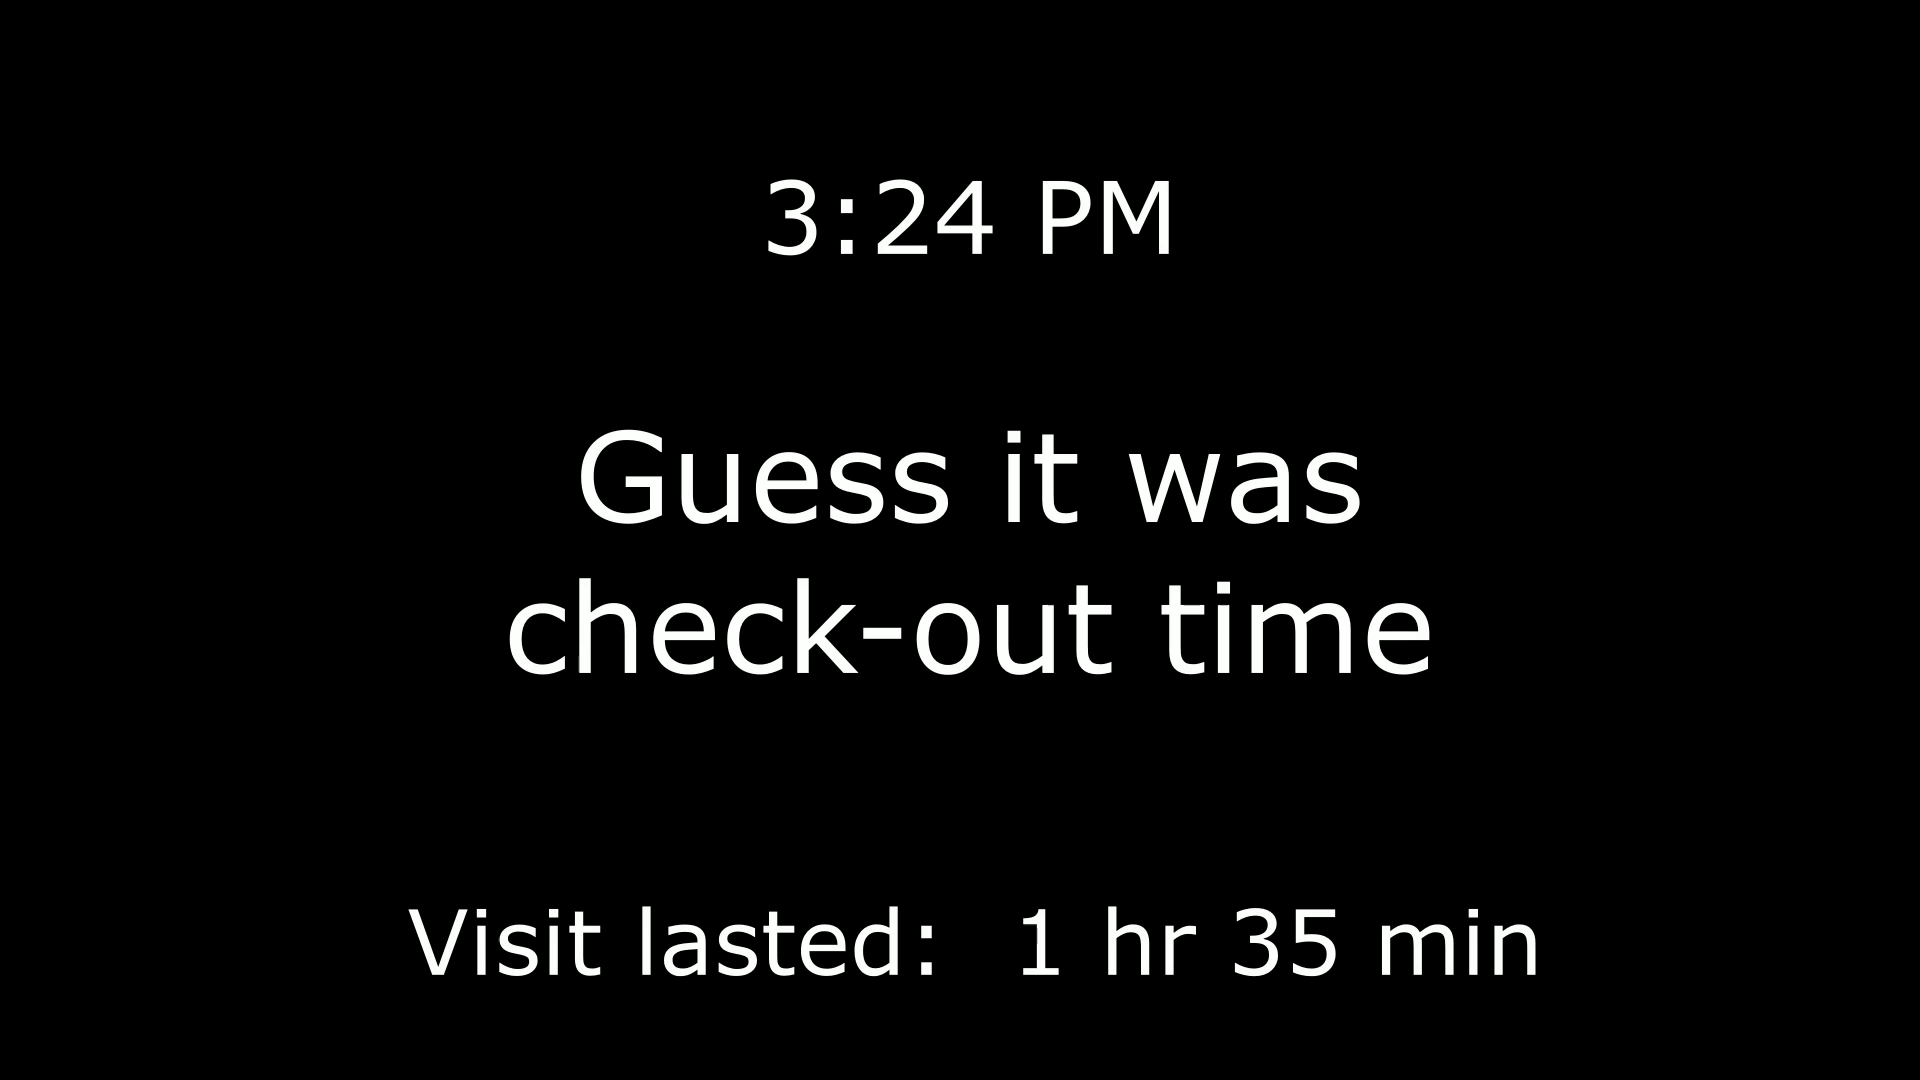 3:24 PM
Guess it was
check-out time
Visit lasted:  1 hr 35 min